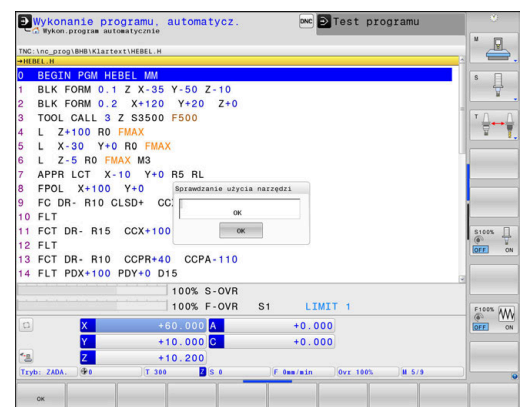 Wykonanie programu, automatycz.
Wykon.program automatycznie
DNC
Test programu
TNC:\nc_prog\BHB\Klartext\HEBEL.H
→HEBEL.H
0 BEGIN PGM HEBEL MM
1 BLK FORM 0.1 Z X-35 Y-50 Z-10
2 BLK FORM 0.2 X+120 Y+20 Z+0
3 TOOL CALL 3 Z S3500 F500
4 L Z+100 R0 FMAX
5 L X-30 Y+0 R0 FMAX
6 L Z-5 R0 FMAX M3
7 APPR LCT X-10 Y+0 R5 RL
8 FPOL X+100 Y+0
9 FC DR- R10 CLSD+ CC
10 FLT
11 FCT DR- R15 CCX+100
12 FLT
13 FCT DR- R10 CCPR+40 CCPA-110
14 FLT PDX+100 PDY+0 D15
Sprawdzanie użycia narzędzi
OK
OK
100% S-OVR
100% F-OVR S1 LIMIT 1
X +60.000 A +0.000
Y +10.000 C +0.000
Z +10.200
Tryb: ZADA. 0 T 300 Z S 0 F 0mm/min Ovr 100% M 5/9
OK
M
S
T
S100%
OFF ON
F100%
OFF ON